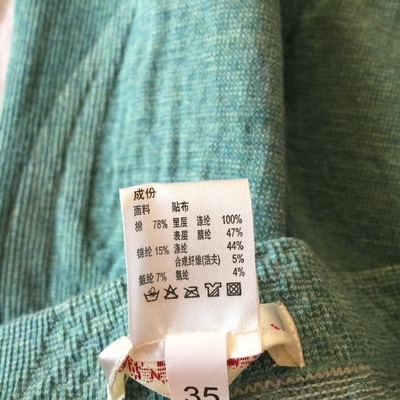 成份
面料 贴布
棉 78% 里层 涤纶 100%
表层 腈纶 47%
锦纶 15% 涤纶 44%
合成纤维(浩夫) 5%
氨纶 7% 氨纶 4%
35